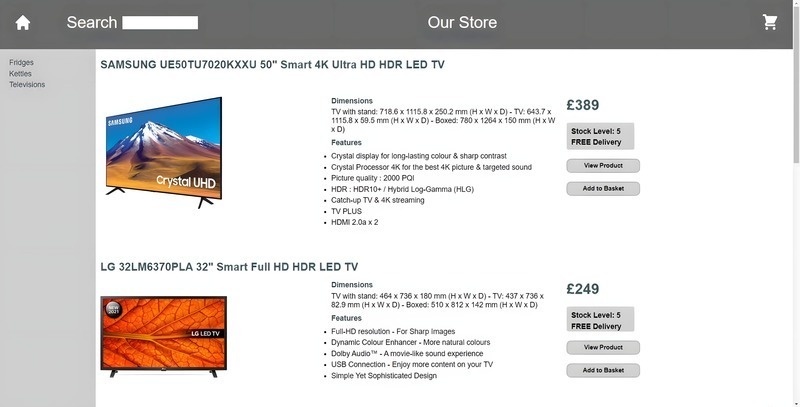 Search
Our Store
Fridges
Kettles
Televisions
SAMSUNG UE50TU7020KXXU 50" Smart 4K Ultra HD HDR LED TV
SAMSUNG
Crystal UHD
Dimensions
TV with stand: 718.6 x 1115.8 x 250.2 mm (H x W x D) - TV: 643.7
x 1115.8 x 59.5 mm (H x W x D) - Boxed: 780 x 1264 x 150 mm (H x W
x D)
Features
Crystal display for long-lasting colour & sharp contrast
Crystal Processor 4K for the best 4K picture & targeted sound
Picture quality : 2000 PQI
HDR : HDR10+ / Hybrid Log-Gamma (HLG)
Catch-up TV & 4K streaming
TV PLUS
HDMI 2.0a x 2
£389
Stock Level: 5
FREE Delivery
View Product
Add to Basket
LG 32LM6370PLA 32" Smart Full HD HDR LED TV
NEW
2021
LG LED TV
Dimensions
TV with stand: 464 x 736 x 180 mm (H x W x D) - TV: 437 x 736 x
82.9 mm (H x W x D) - Boxed: 510 x 812 x 142 mm (H x W x D)
Features
Full-HD resolution - For Sharp Images
Dynamic Colour Enhancer - More natural colours
Dolby Audio™ - A movie-like sound experience
USB Connection - Enjoy more content on your TV
Simple Yet Sophisticated Design
£249
Stock Level: 5
FREE Delivery
View Product
Add to Basket